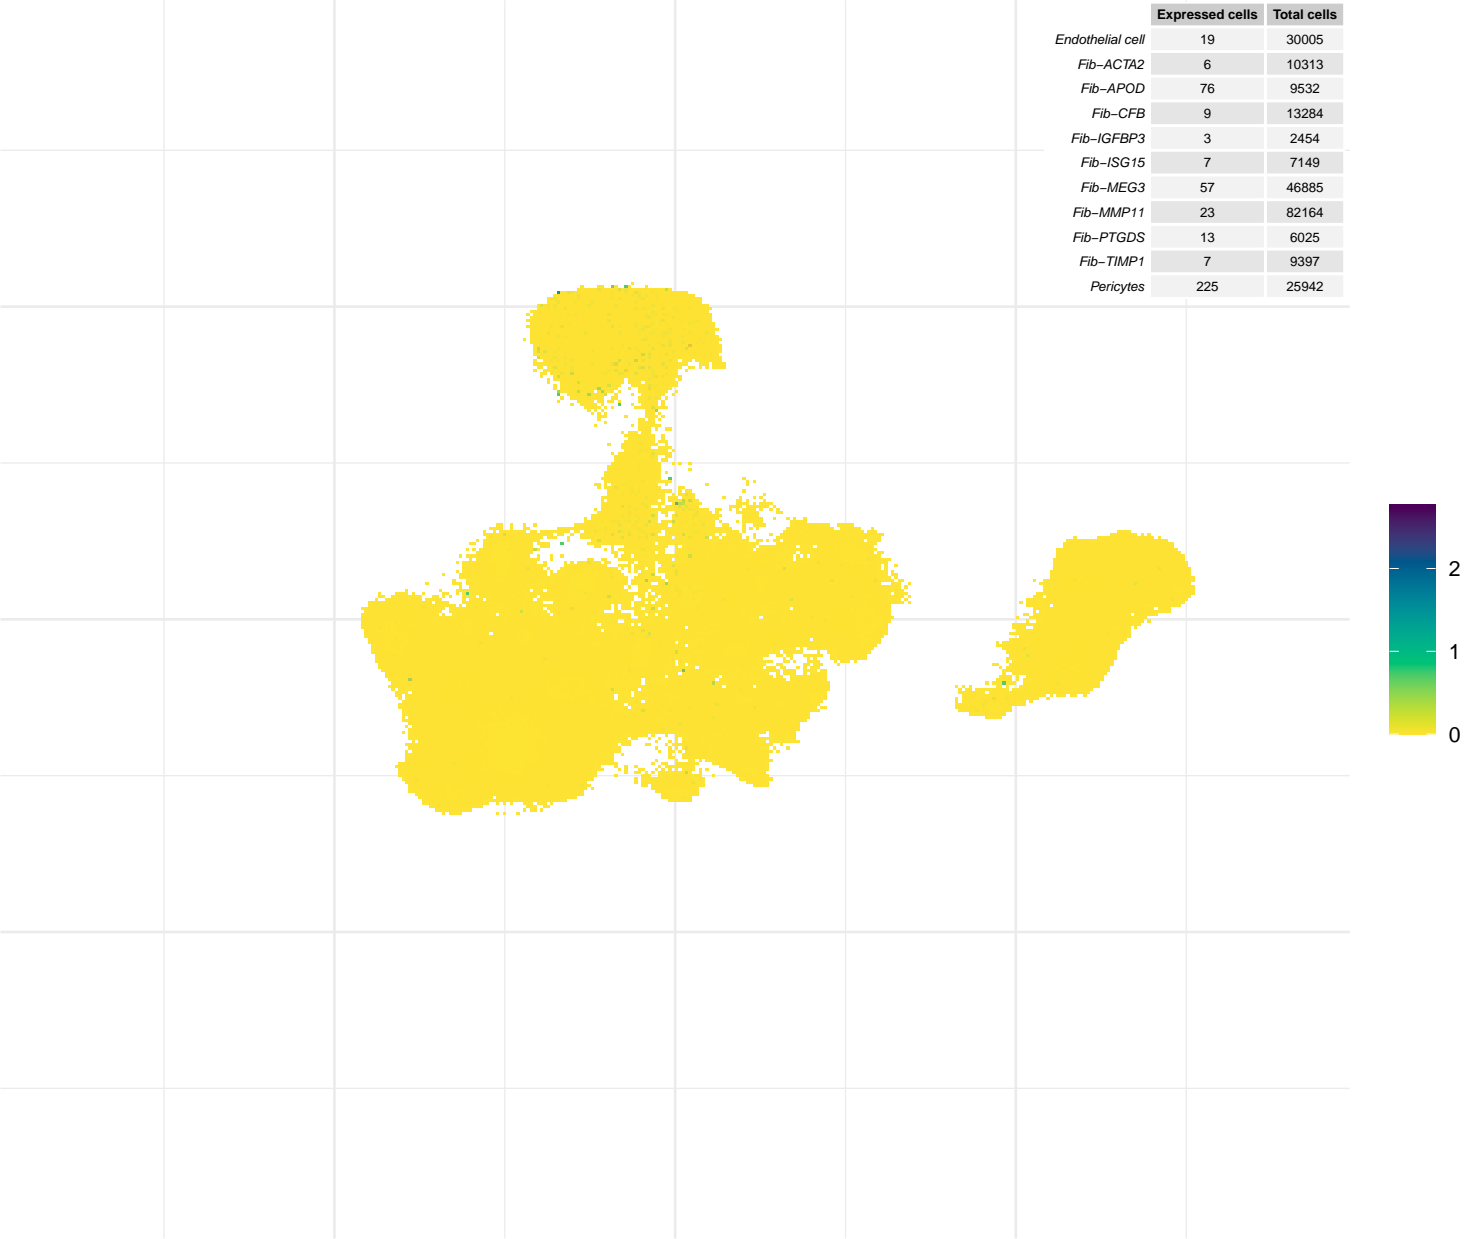 Expressed cells Total cells
Endothelial cell 19 30005
Fib−ACTA2 6 10313
Fib−APOD 76 9532
Fib−CFB 9 13284
Fib−IGFBP3 3 2454
Fib−ISG15 7 7149
Fib−MEG3 57 46885
Fib−MMP11 23 82164
Fib−PTGDS 13 6025
Fib−TIMP1 7 9397
Pericytes 225 25942
2
1
0